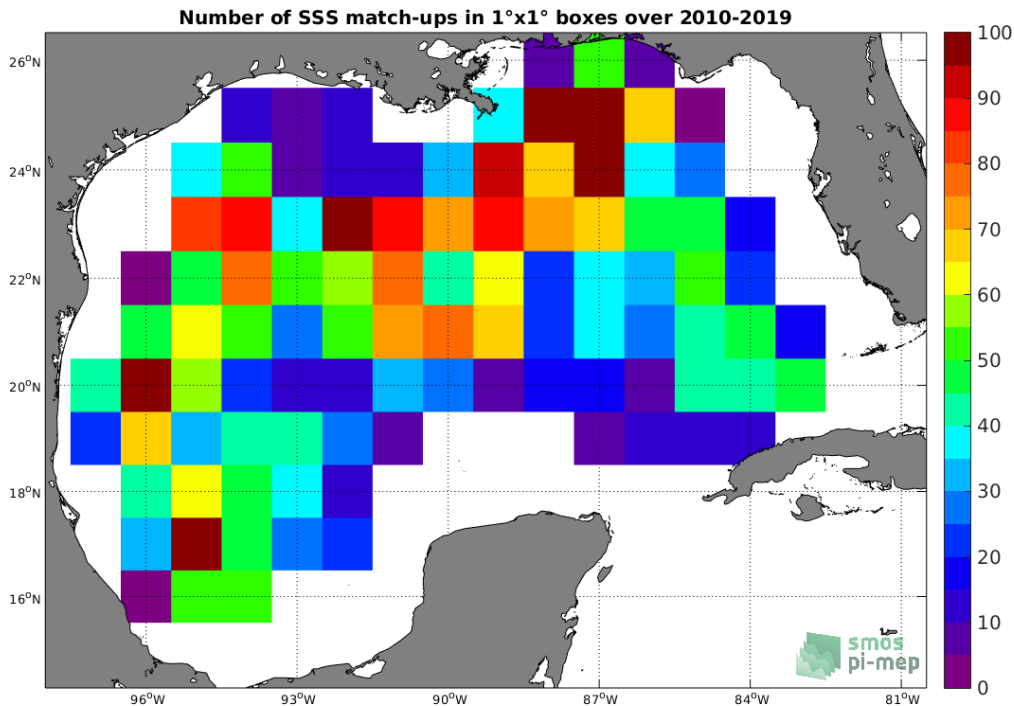 Number of SSS match-ups in 1°x1° boxes over 2010-2019
26°N
24°N
22°N
20°N
18°N
16°N
96°W 93°W 90°W 87°W 84°W 81°W
100
90
80
70
60
50
40
30
20
10
0
smos
pi-mep